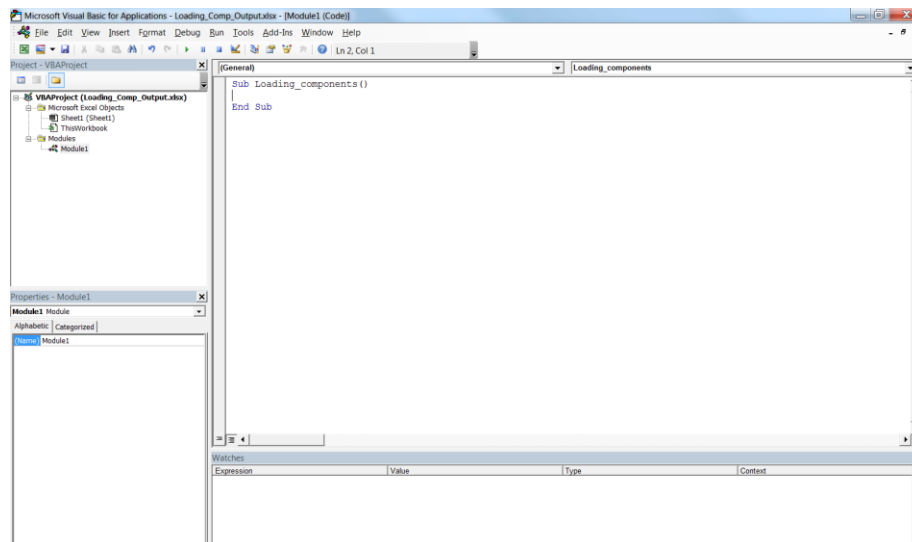 Microsoft Visual Basic for Applications - Loading_Comp_Output.xlsx - [Module1 (Code)]
File Edit View Insert Format Debug Run Tools Add-Ins Window Help
Ln 2, Col 1
Project - VBAProject
VBAProject (Loading_Comp_Output.xlsx)
Microsoft Excel Objects
Sheet1 (Sheet1)
ThisWorkbook
Modules
Module1
Properties - Module1
Module1 Module
Alphabetic Categorized
(Name) Module1
(General) Loading_components
Sub Loading_components()
End Sub
Watches
Expression Value Type Context